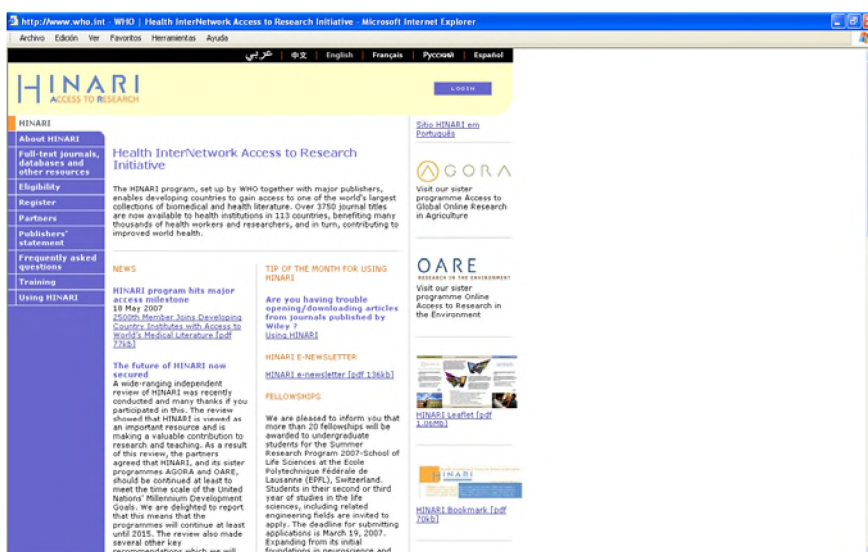 http://www.who.int - WHO | Health InterNetwork Access to Research Initiative - Microsoft Internet Explorer
Archivo Edición Ver Favoritos Herramientas Ayuda
عربي | 中文 | English | Français | Русский | Español
HINARI
ACCESS TO RESEARCH
LOGIN
HINARI
About HINARI
Full-text journals,
databases and
other resources
Eligibility
Register
Partners
Publishers'
statement
Frequently asked
questions
Training
Using HINARI
Health InterNetwork Access to Research
Initiative
The HINARI program, set up by WHO together with major publishers,
enables developing countries to gain access to one of the world's largest
collections of biomedical and health literature. Over 3750 journal titles
are now available to health institutions in 113 countries, benefiting many
thousands of health workers and researchers, and in turn, contributing to
improved world health.
NEWS
HINARI program hits major
access milestone
18 May 2007
2500th Member Joins Developing
Country Institutes with Access to
World's Medical Literature [pdf
77kb]
The future of HINARI now
secured
A wide-ranging independent
review of HINARI was recently
conducted and many thanks if you
participated in this. The review
showed that HINARI is viewed as
an important resource and is
making a valuable contribution to
research and teaching. As a result
of this review, the partners
agreed that HINARI, and its sister
programmes AGORA and OARE,
should be continued at least to
meet the time scale of the United
Nations' Millennium Development
Goals. We are delighted to report
that this means that the
programmes will continue at least
until 2015. The review also made
several other key
recommendations which we will
TIP OF THE MONTH FOR USING
HINARI
Are you having trouble
opening/downloading articles
from journals published by
Wiley ?
Using HINARI
HINARI E-NEWSLETTER
HINARI e-newsletter [pdf 136kb]
FELLOWSHIPS
We are pleased to inform you that
more than 20 fellowships will be
awarded to undergraduate
students for the Summer
Research Program 2007-School of
Life Sciences at the Ecole
Polytechnique Fédérale de
Lausanne (EPFL), Switzerland.
Students in their second or third
year of studies in the life
sciences, including related
engineering fields are invited to
apply. The deadline for submitting
applications is March 19, 2007.
Expanding from its initial
foundations in neuroscience and
Sitio HINARI em
Português
AGORA
Visit our sister
programme Access to
Global Online Research
in Agriculture
OARE
RESEARCH IN THE ENVIRONMENT
Visit our sister
programme Online
Access to Research in
the Environment
HINARI Leaflet [pdf
1.06Mb]
HINARI
HINARI Bookmark [pdf
70kb]